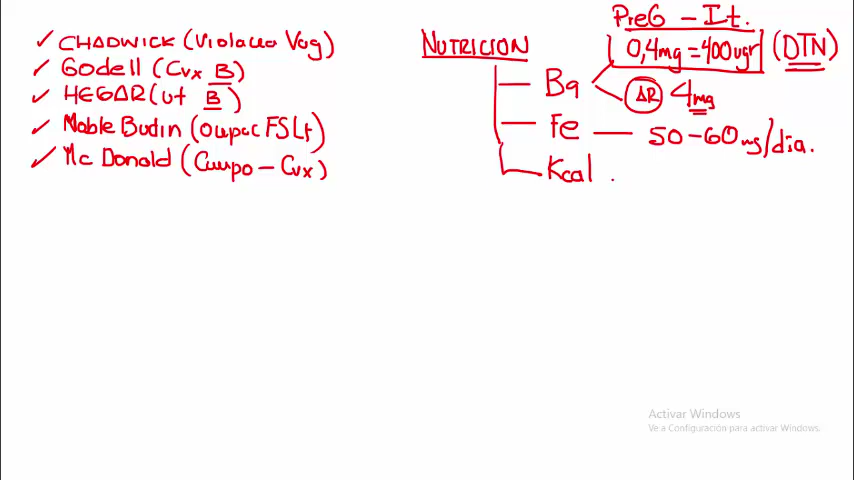 ✓ CHADWICK (Violaceo Vag)
✓ Godell (Cvx B)
✓ HEGAR (ut B)
✓ Noble Budin (ocupac FSLt)
✓ Mc Donald (Cuerpo - Cvx)
NUTRICION
PreG - It.
B9
0,4mg = 400ugr (DTN)
AR 4mg
Fe — 50-60mg/dia.
Kcal .
Activar Windows
Ve a Configuración para activar Windows.